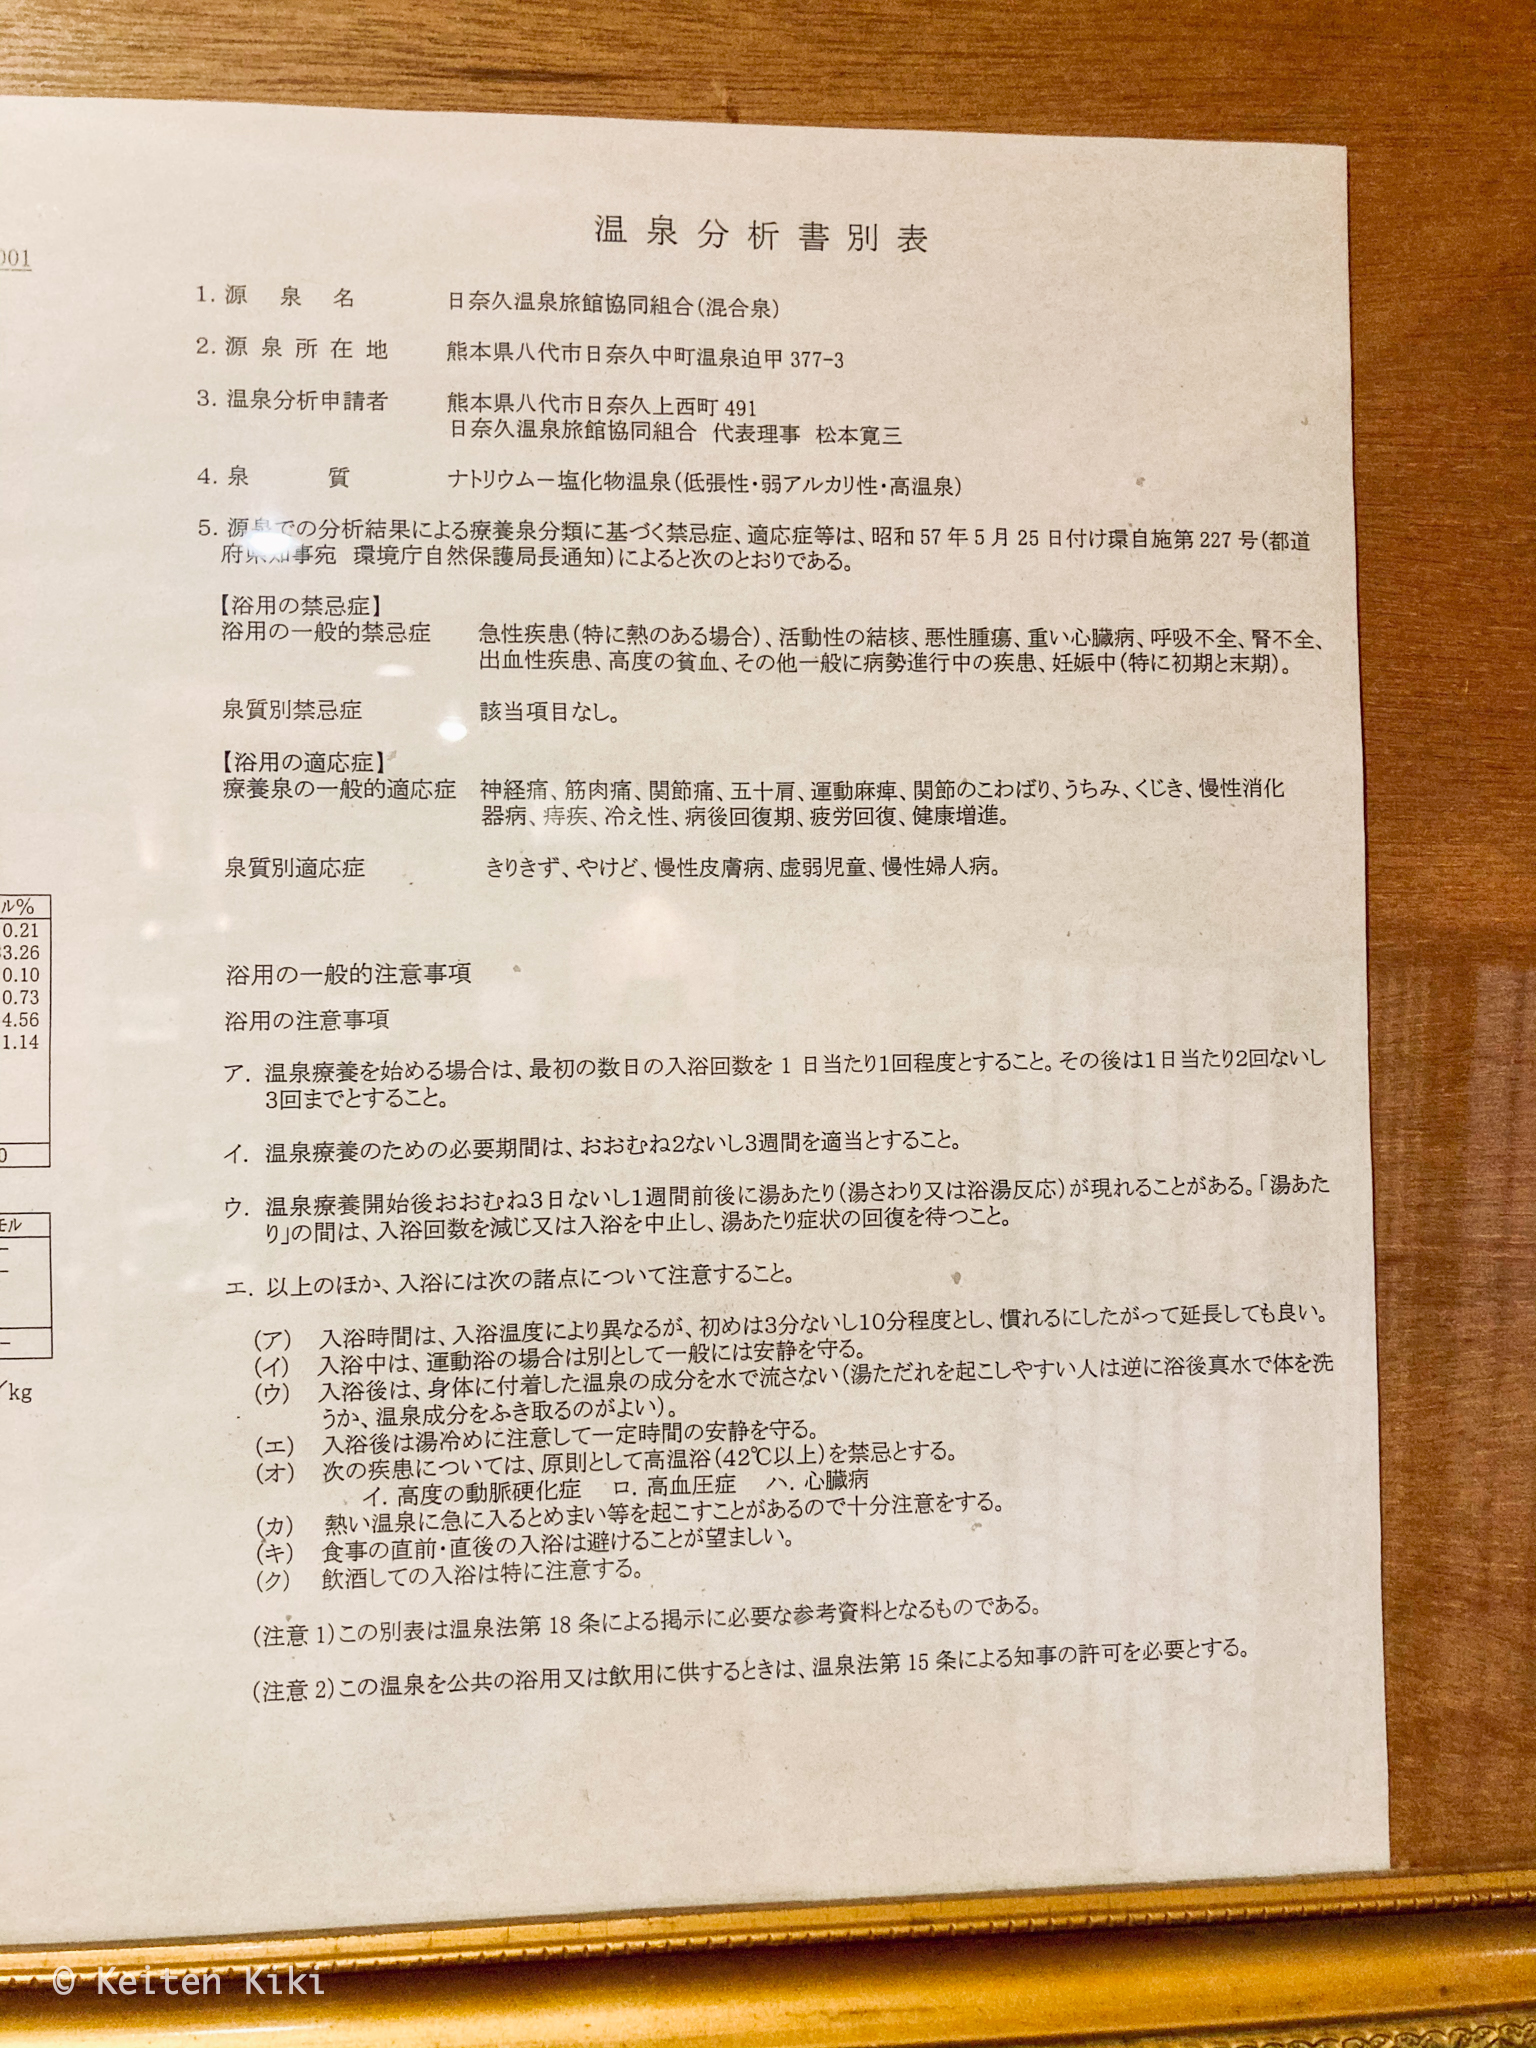 001
温泉分析書別表
1. 源泉名 日奈久温泉旅館協同組合(混合泉)
2. 源泉所在地 熊本県八代市日奈久中町温泉迫甲 377-3
3. 温泉分析申請者 熊本県八代市日奈久上西町 491
日奈久温泉旅館協同組合 代表理事 松本寛三
4. 泉質 ナトリウムー塩化物温泉(低張性・弱アルカリ性・高温泉)
5. 源泉での分析結果による療養泉分類に基づく禁忌症、適応症等は、昭和 57 年 5 月 25 日付け環自施第 227 号(都道
府県知事宛 環境庁自然保護局長通知)によると次のとおりである。
【浴用の禁忌症】
浴用の一般的禁忌症 急性疾患(特に熱のある場合)、活動性の結核、悪性腫瘍、重い心臓病、呼吸不全、腎不全、
出血性疾患、高度の貧血、その他一般に病勢進行中の疾患、妊娠中(特に初期と末期)。
泉質別禁忌症 該当項目なし。
【浴用の適応症】
療養泉の一般的適応症 神経痛、筋肉痛、関節痛、五十肩、運動麻痺、関節のこわばり、うちみ、くじき、慢性消化
器病、痔疾、冷え性、病後回復期、疲労回復、健康増進。
泉質別適応症 きりきず、やけど、慢性皮膚病、虚弱児童、慢性婦人病。
浴用の一般的注意事項
浴用の注意事項
ア. 温泉療養を始める場合は、最初の数日の入浴回数を 1 日当たり1回程度とすること。その後は1日当たり2回ないし
3回までとすること。
イ. 温泉療養のための必要期間は、おおむね2ないし3週間を適当とすること。
ウ. 温泉療養開始後おおむね3日ないし1週間前後に湯あたり(湯さわり又は浴湯反応)が現れることがある。「湯あた
り」の間は、入浴回数を減じ又は入浴を中止し、湯あたり症状の回復を待つこと。
エ. 以上のほか、入浴には次の諸点について注意すること。
(ア) 入浴時間は、入浴温度により異なるが、初めは3分ないし10分程度とし、慣れるにしたがって延長しても良い。
(イ) 入浴中は、運動浴の場合は別として一般には安静を守る。
(ウ) 入浴後は、身体に付着した温泉の成分を水で流さない(湯ただれを起こしやすい人は逆に浴後真水で体を洗
うか、温泉成分をふき取るのがよい)。
(エ) 入浴後は湯冷めに注意して一定時間の安静を守る。
(オ) 次の疾患については、原則として高温浴(42℃以上)を禁忌とする。
イ. 高度の動脈硬化症 ロ. 高血圧症 ハ. 心臓病
(カ) 熱い温泉に急に入るとめまい等を起こすことがあるので十分注意をする。
(キ) 食事の直前・直後の入浴は避けることが望ましい。
(ク) 飲酒しての入浴は特に注意する。
(注意 1)この別表は温泉法第 18 条による掲示に必要な参考資料となるものである。
(注意 2)この温泉を公共の浴用又は飲用に供するときは、温泉法第 15 条による知事の許可を必要とする。
ル%
0.21
3.26
0.10
0.73
4.56
1.14
0
モル
/kg
© Keiten Kiki